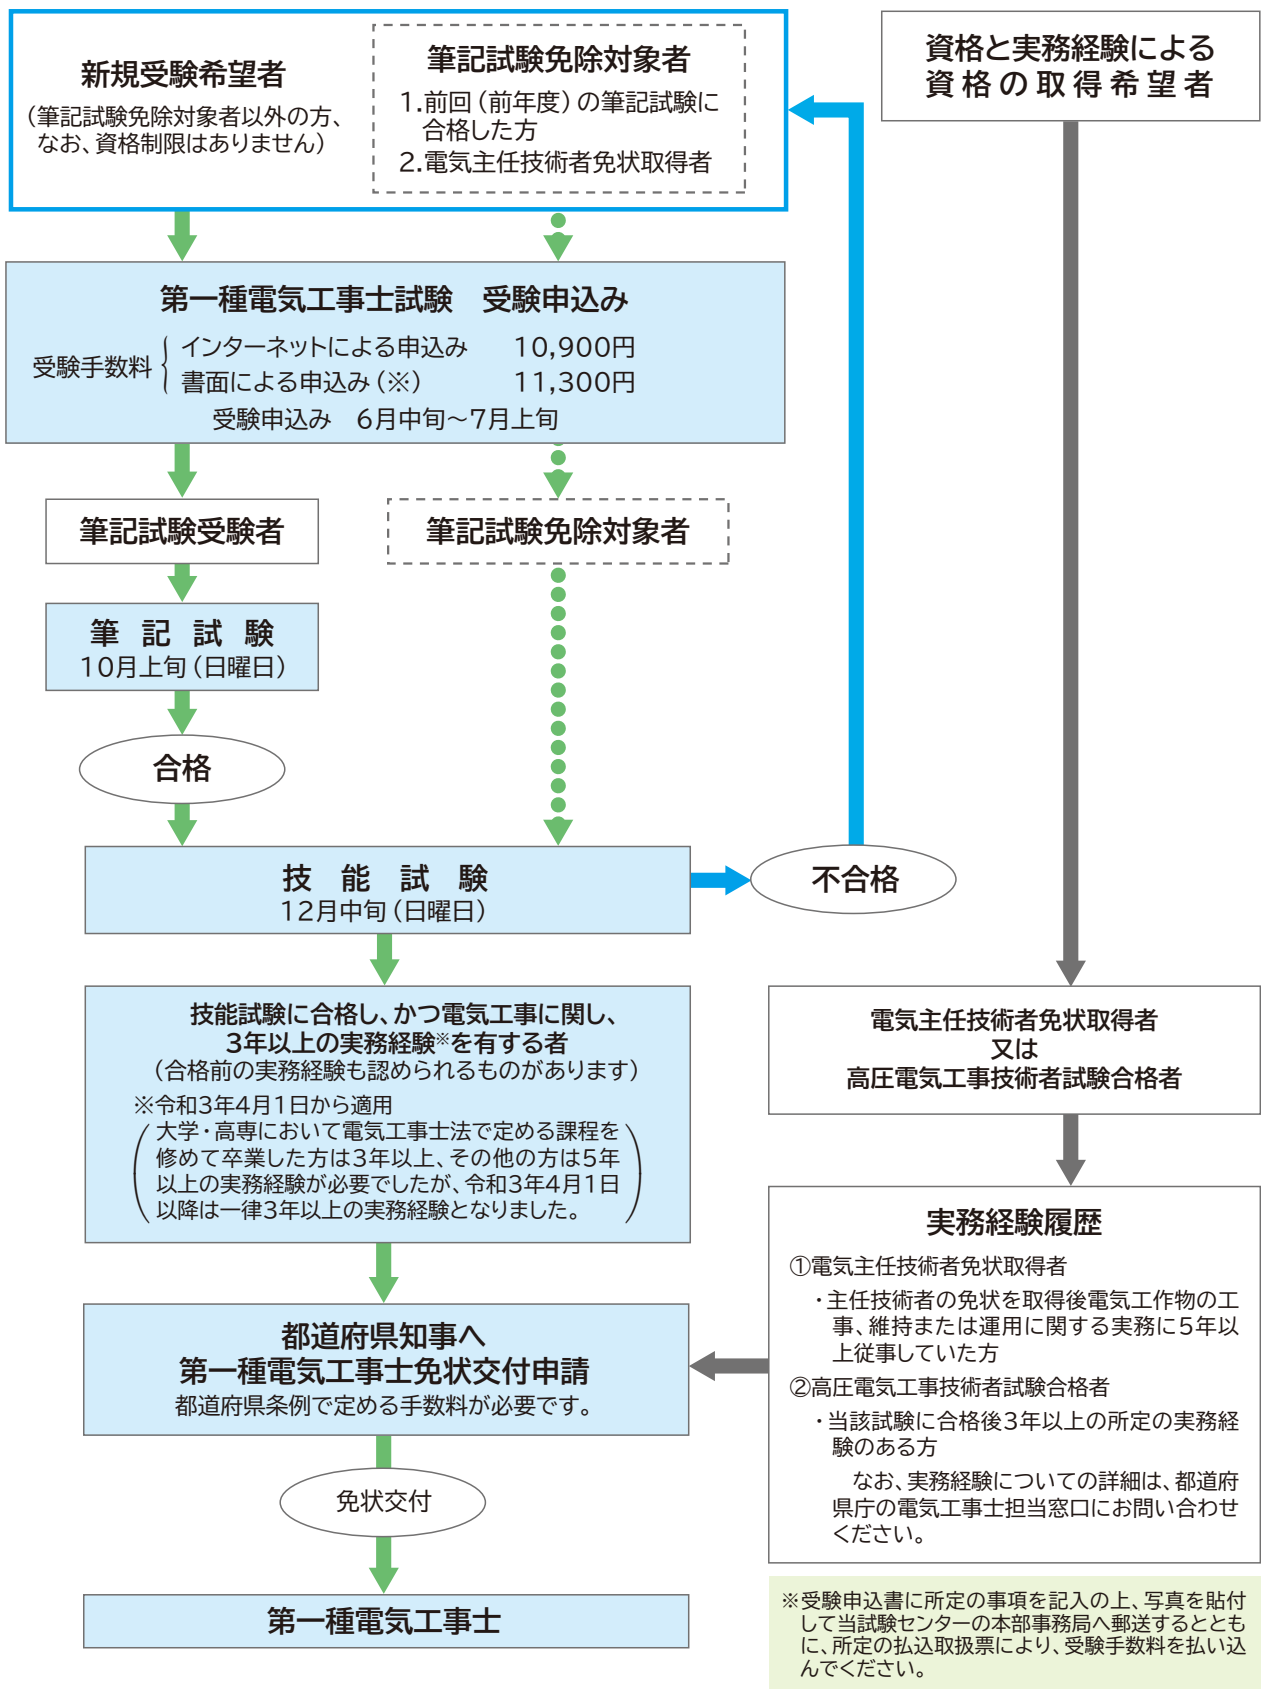 新規受験希望者
（筆記試験免除対象者以外の方、
なお、資格制限はありません）
筆記試験免除対象者
1.前回（前年度）の筆記試験に
合格した方
2.電気主任技術者免状取得者
資格と実務経験による
資格の取得希望者
第一種電気工事士試験　受験申込み
受験手数料
インターネットによる申込み　10,900円
書面による申込み（※）　11,300円
受験申込み　6月中旬～7月上旬
筆記試験受験者
筆記試験免除対象者
筆記試験
10月上旬（日曜日）
合格
技能試験
12月中旬（日曜日）
不合格
技能試験に合格し、かつ電気工事に関し、
3年以上の実務経験※を有する者
（合格前の実務経験も認められるものがあります）
※令和3年4月1日から適用
（大学・高専において電気工事士法で定める課程を
修めて卒業した方は3年以上、その他の方は5年
以上の実務経験が必要でしたが、令和3年4月1日
以降は一律3年以上の実務経験となりました。）
電気主任技術者免状取得者
又は
高圧電気工事技術者試験合格者
実務経験履歴
①電気主任技術者免状取得者
・主任技術者の免状を取得後電気工作物の工
事、維持または運用に関する実務に5年以
上従事していた方
②高圧電気工事技術者試験合格者
・当該試験に合格後3年以上の所定の実務経
験のある方
なお、実務経験についての詳細は、都道府
県庁の電気工事士担当窓口にお問い合わせ
ください。
都道府県知事へ
第一種電気工事士免状交付申請
都道府県条例で定める手数料が必要です。
免状交付
第一種電気工事士
※受験申込書に所定の事項を記入の上、写真を貼付
して当試験センターの本部事務局へ郵送するととも
に、所定の払込取扱票により、受験手数料を払い込
んでください。